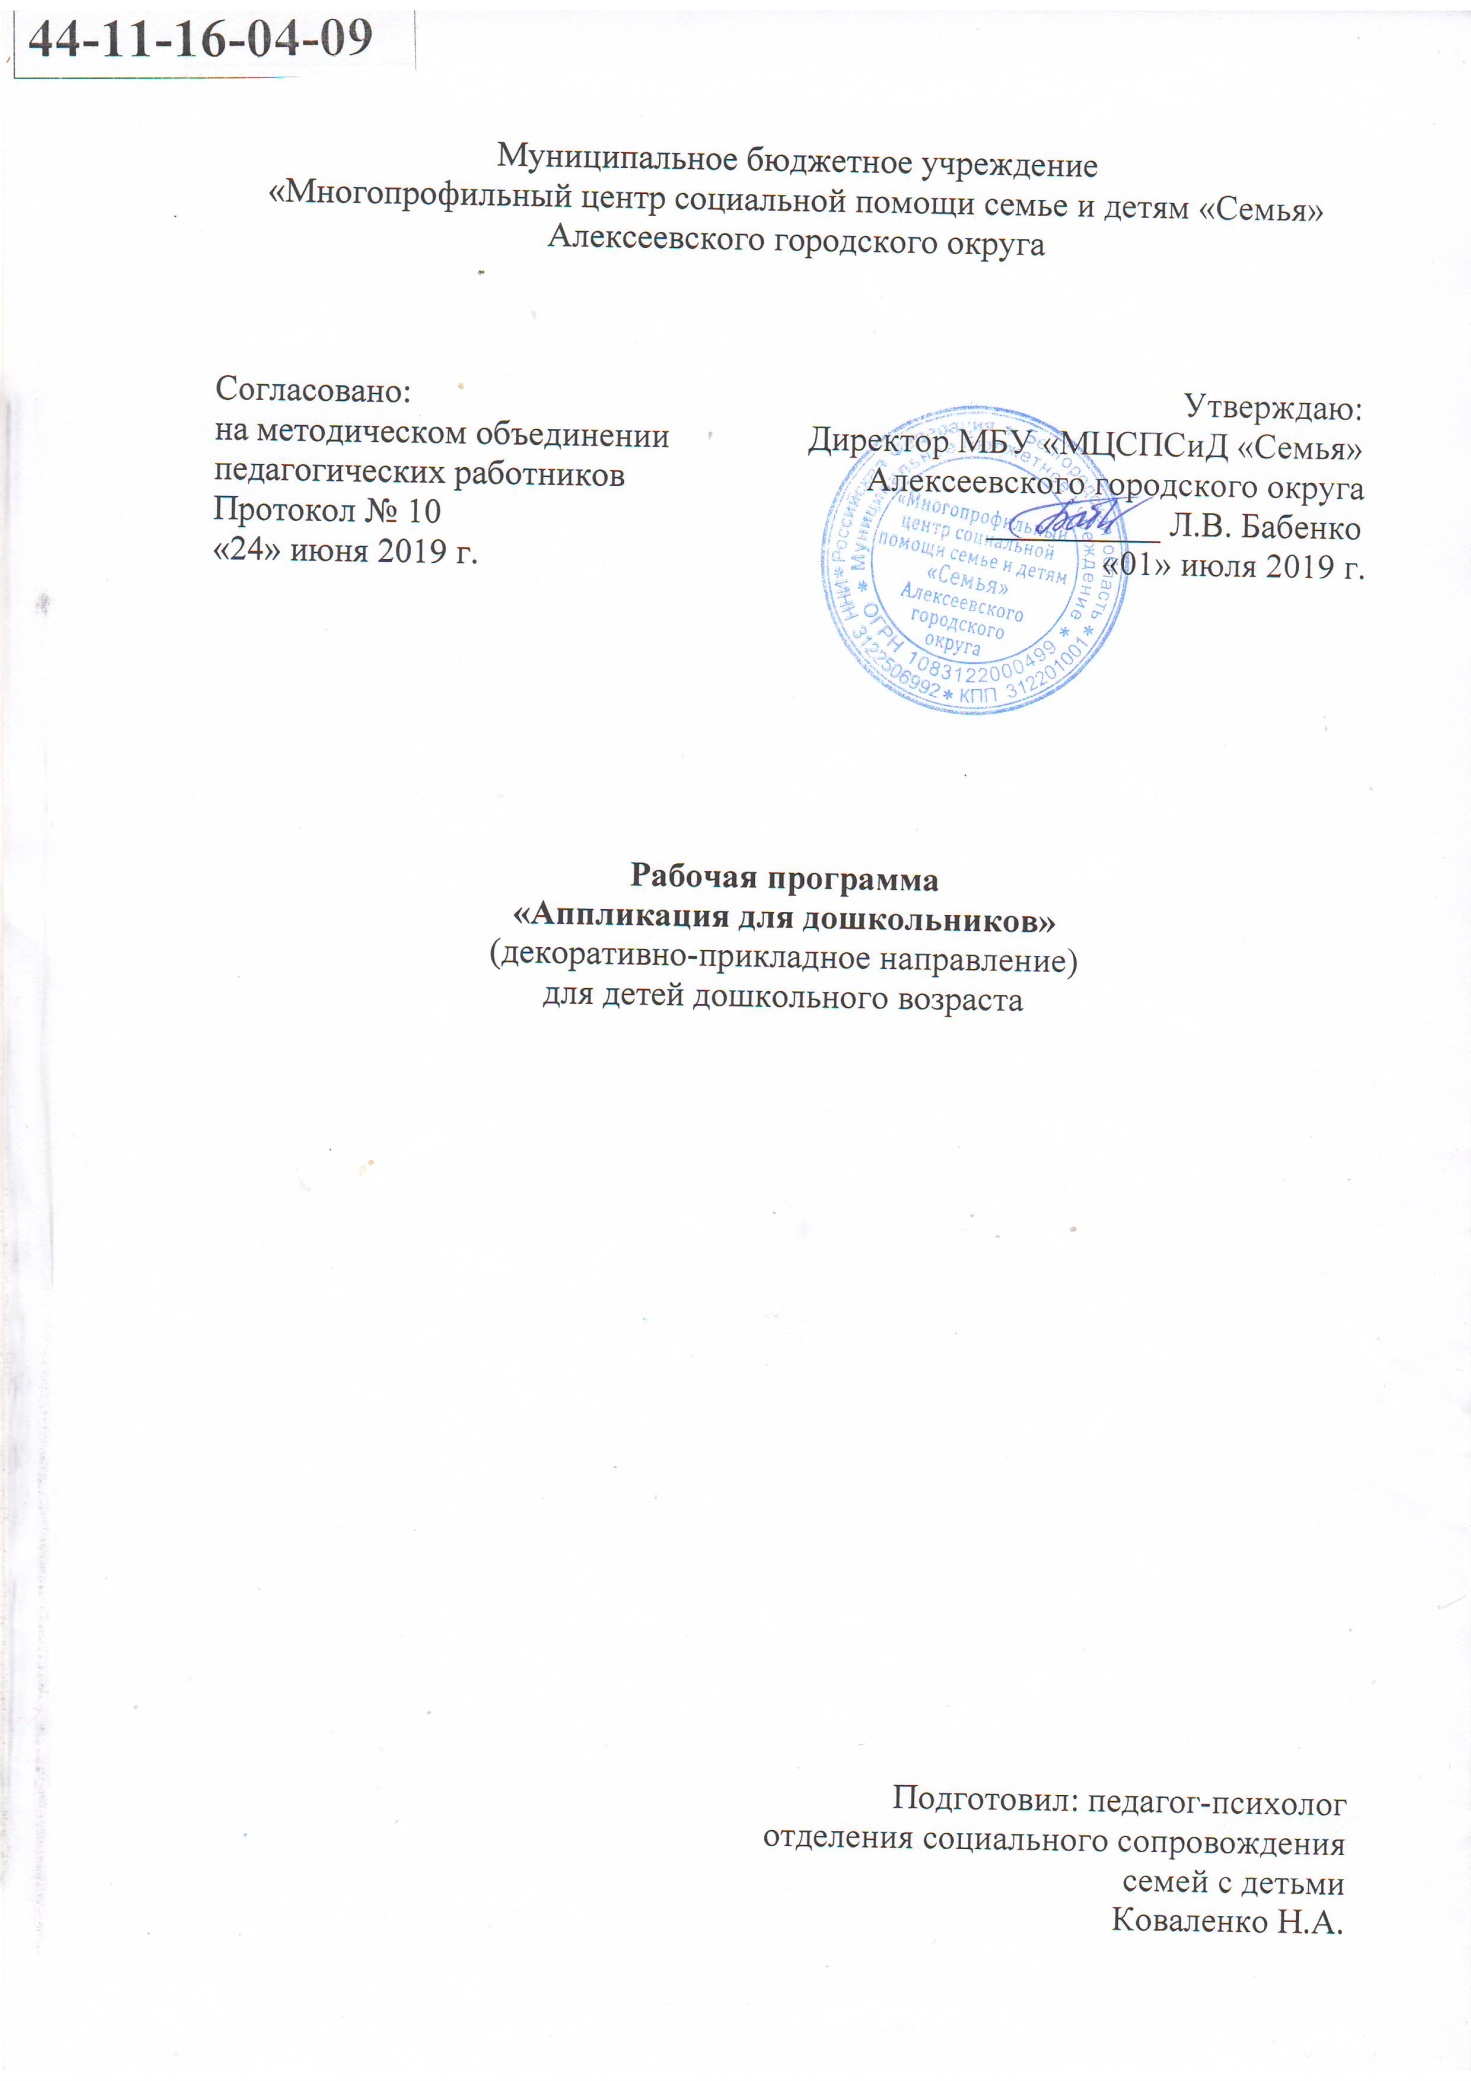 44-11-16-04-09
Муниципальное бюджетное учреждение
«Многопрофильный центр социальной помощи семье и детям «Семья»
Алексеевского городского округа
Согласовано:
на методическом объединении
педагогических работников
Протокол № 10
«24» июня 2019 г.
Утверждаю:
Директор МБУ «МЦСПСиД «Семья»
Алексеевского городского округа
Л.В. Бабенко
«01» июля 2019 г.
«Многопрофильный
центр социальной
помощи семье и детям
«Семья»
Алексеевского
городского
округа
ОГРН 1083122000499
ИНН 3122506992 * КПП 312201001 *
Рабочая программа
«Аппликация для дошкольников»
(декоративно-прикладное направление)
для детей дошкольного возраста
Подготовил: педагог-психолог
отделения социального сопровождения
семей с детьми
Коваленко Н.А.